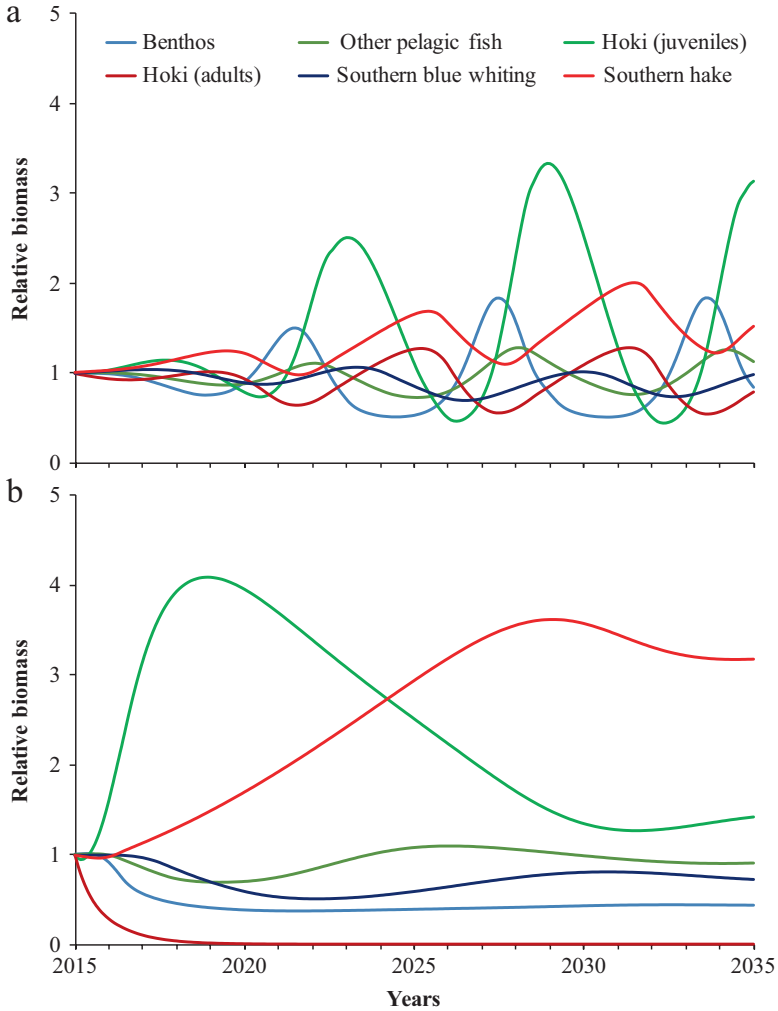 a
5
Benthos Other pelagic fish Hoki (juveniles)
Hoki (adults) Southern blue whiting Southern hake
4
3
2
1
0
Relative biomass
b
5
4
3
2
1
0
Relative biomass
2015 2020 2025 2030 2035
Years